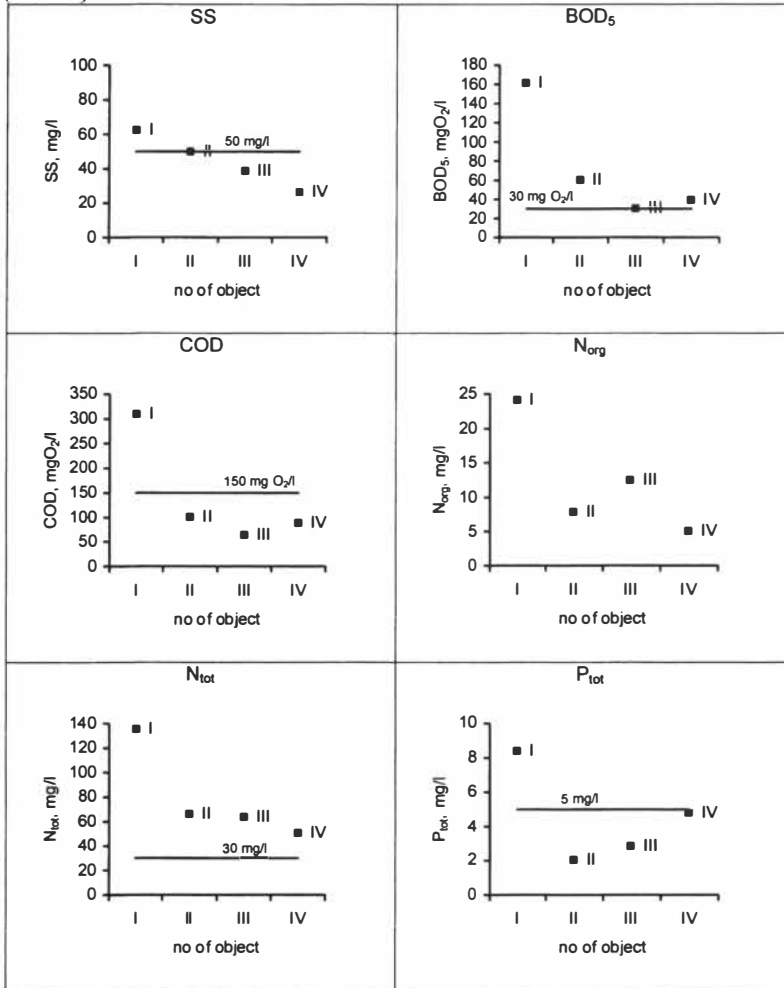 SS
100
80
60
40
20
0
SS, mg/l
I
50 mg/l
II
III
IV
I II III IV
no of object
BOD₅
180
160
140
120
100
80
60
40
20
0
BOD₅, mgO₂/l
I
II
30 mg O₂/l
III
IV
I II III IV
no of object
COD
350
300
250
200
150
100
50
0
COD, mgO₂/l
I
150 mg O₂/l
II
III
IV
I II III IV
no of object
N_org
25
20
15
10
5
0
N_org, mg/l
I
II
III
IV
I II III IV
no of object
N_tot
140
120
100
80
60
40
20
0
N_tot, mg/l
I
II
III
IV
30 mg/l
I II III IV
no of object
P_tot
10
8
6
4
2
0
P_tot, mg/l
I
5 mg/l
II
III
IV
I II III IV
no of object